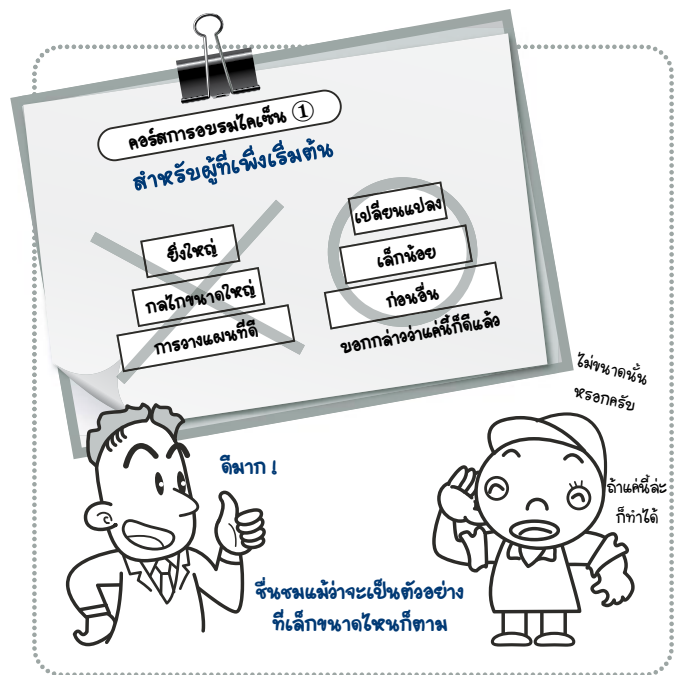 คอร์สการอบรมไคเซ็น ①
สำหรับผู้ที่เพิ่งเริ่มต้น
ยิ่งใหญ่
กลไกขนาดใหญ่
การวางแผนที่ดี
เปลี่ยนแปลง
เล็กน้อย
ก่อนอื่น
บอกกล่าวว่าแค่นี้ก็ดีแล้ว
ไม่ขนาดนั้น
หรอกครับ
ดีมาก !
ถ้าแค่นี้ล่ะ
ก็ทำได้
ชื่นชมแม้ว่าจะเป็นตัวอย่าง
ที่เล็กขนาดไหนก็ตาม